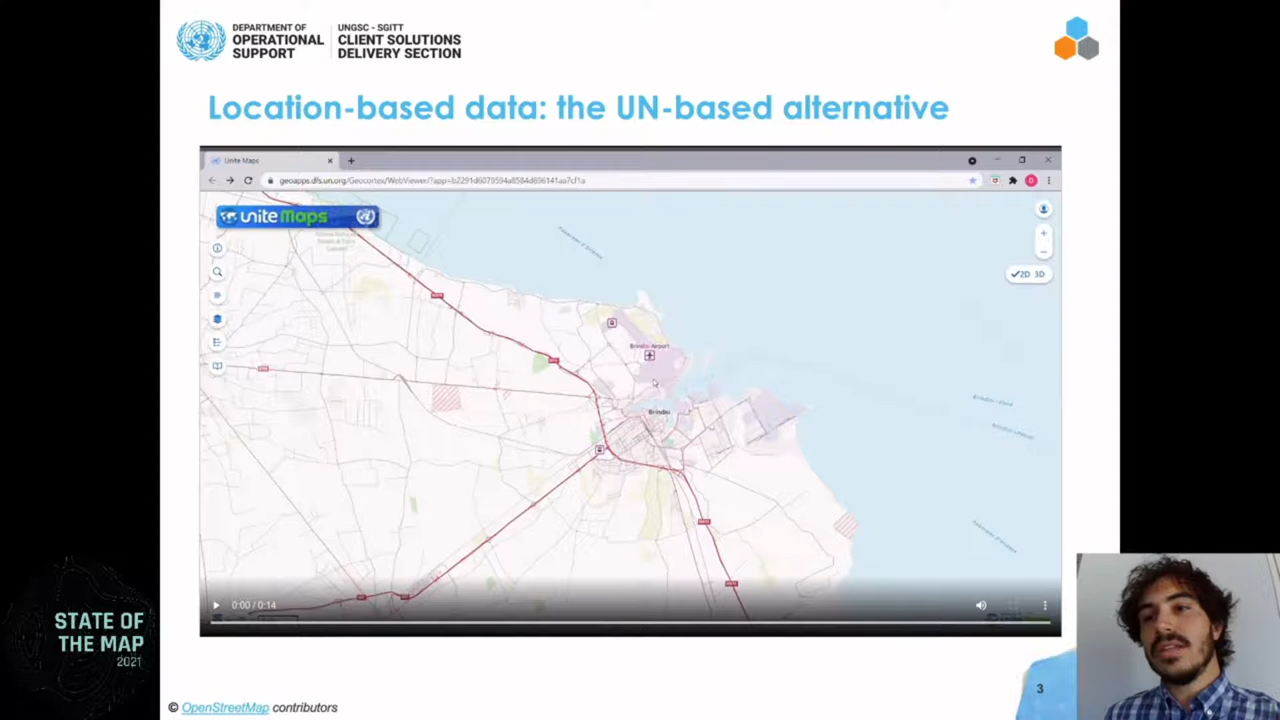 DEPARTMENT OF
OPERATIONAL
SUPPORT
UNGSC - SGITT
CLIENT SOLUTIONS
DELIVERY SECTION
Location-based data: the UN-based alternative
Unite Maps
geoapps.dfs.un.org/Geocortex/WebViewer/?app=b2291d6079594a8584d696141aa7cf1a
uniteMaps
2D 3D
Brindisi Airport
Brindisi
0:00 / 0:14
STATE OF
THE MAP
2021
3
© OpenStreetMap contributors